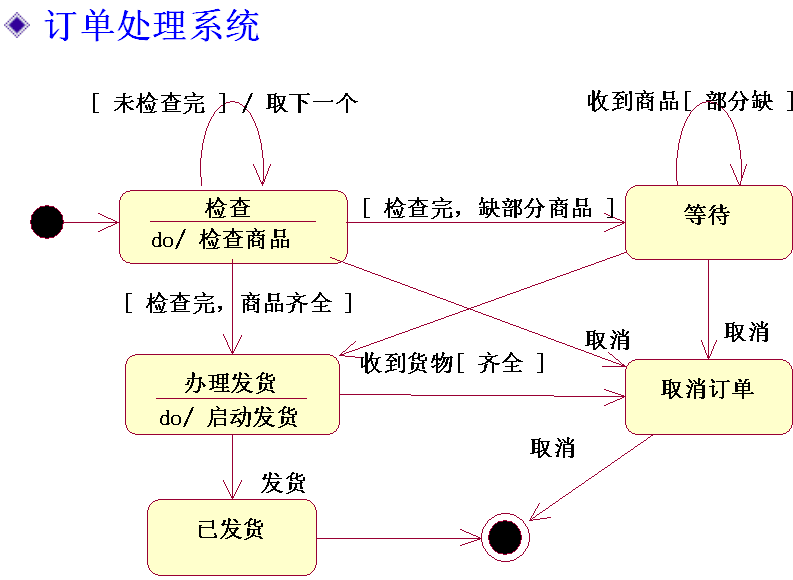 订单处理系统
[ 未检查完 ] / 取下一个
收到商品[ 部分缺 ]
检查
do/ 检查商品
[ 检查完，缺部分商品 ]
等待
[ 检查完，商品齐全 ]
取消
取消
收到货物[ 齐全 ]
办理发货
do/ 启动发货
取消订单
取消
发货
已发货